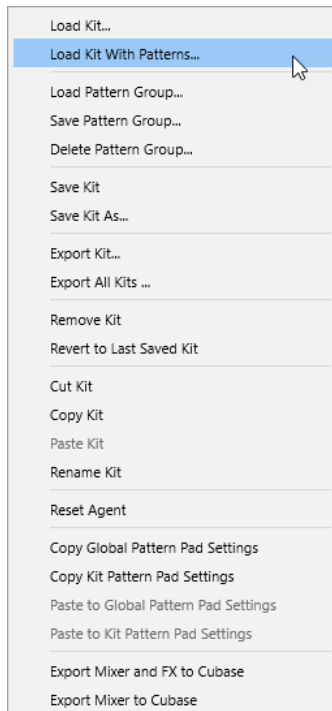 Load Kit...
Load Kit With Patterns...
Load Pattern Group...
Save Pattern Group...
Delete Pattern Group...
Save Kit
Save Kit As...
Export Kit...
Export All Kits ...
Remove Kit
Revert to Last Saved Kit
Cut Kit
Copy Kit
Paste Kit
Rename Kit
Reset Agent
Copy Global Pattern Pad Settings
Copy Kit Pattern Pad Settings
Paste to Global Pattern Pad Settings
Paste to Kit Pattern Pad Settings
Export Mixer and FX to Cubase
Export Mixer to Cubase